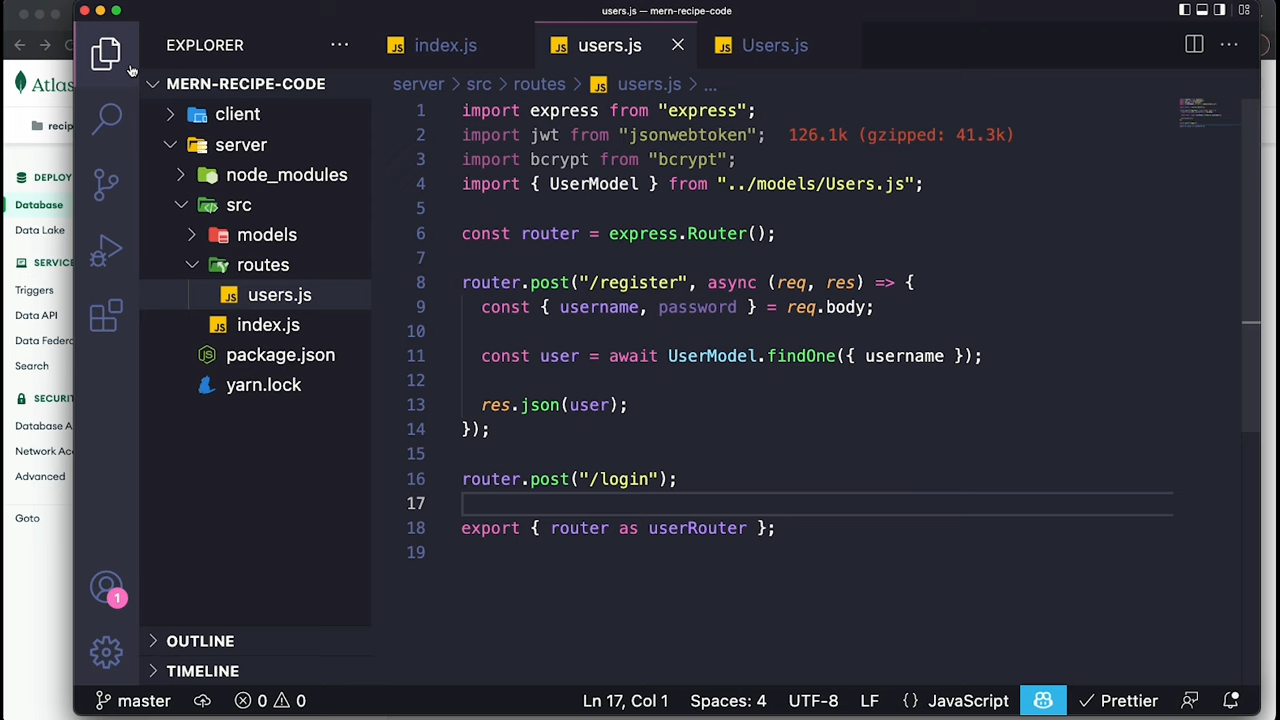 users.js — mern-recipe-code
Atlas
recip
DEPLOY
Database
Data Lake
SERVICE
Triggers
Data API
Data Federa
Search
SECURIT
Database A
Network Acc
Advanced
Goto
1
EXPLORER
MERN-RECIPE-CODE
client
server
node_modules
src
models
routes
users.js
index.js
package.json
yarn.lock
OUTLINE
TIMELINE
JS index.js
JS users.js
JS Users.js
server > src > routes > JS users.js > ...
1 import express from "express";
2 import jwt from "jsonwebtoken"; 126.1k (gzipped: 41.3k)
3 import bcrypt from "bcrypt";
4 import { UserModel } from "../models/Users.js";
5
6 const router = express.Router();
7
8 router.post("/register", async (req, res) => {
9 const { username, password } = req.body;
10
11 const user = await UserModel.findOne({ username });
12
13 res.json(user);
14 });
15
16 router.post("/login");
17
18 export { router as userRouter };
19
master 0 0 Ln 17, Col 1 Spaces: 4 UTF-8 LF {} JavaScript Prettier